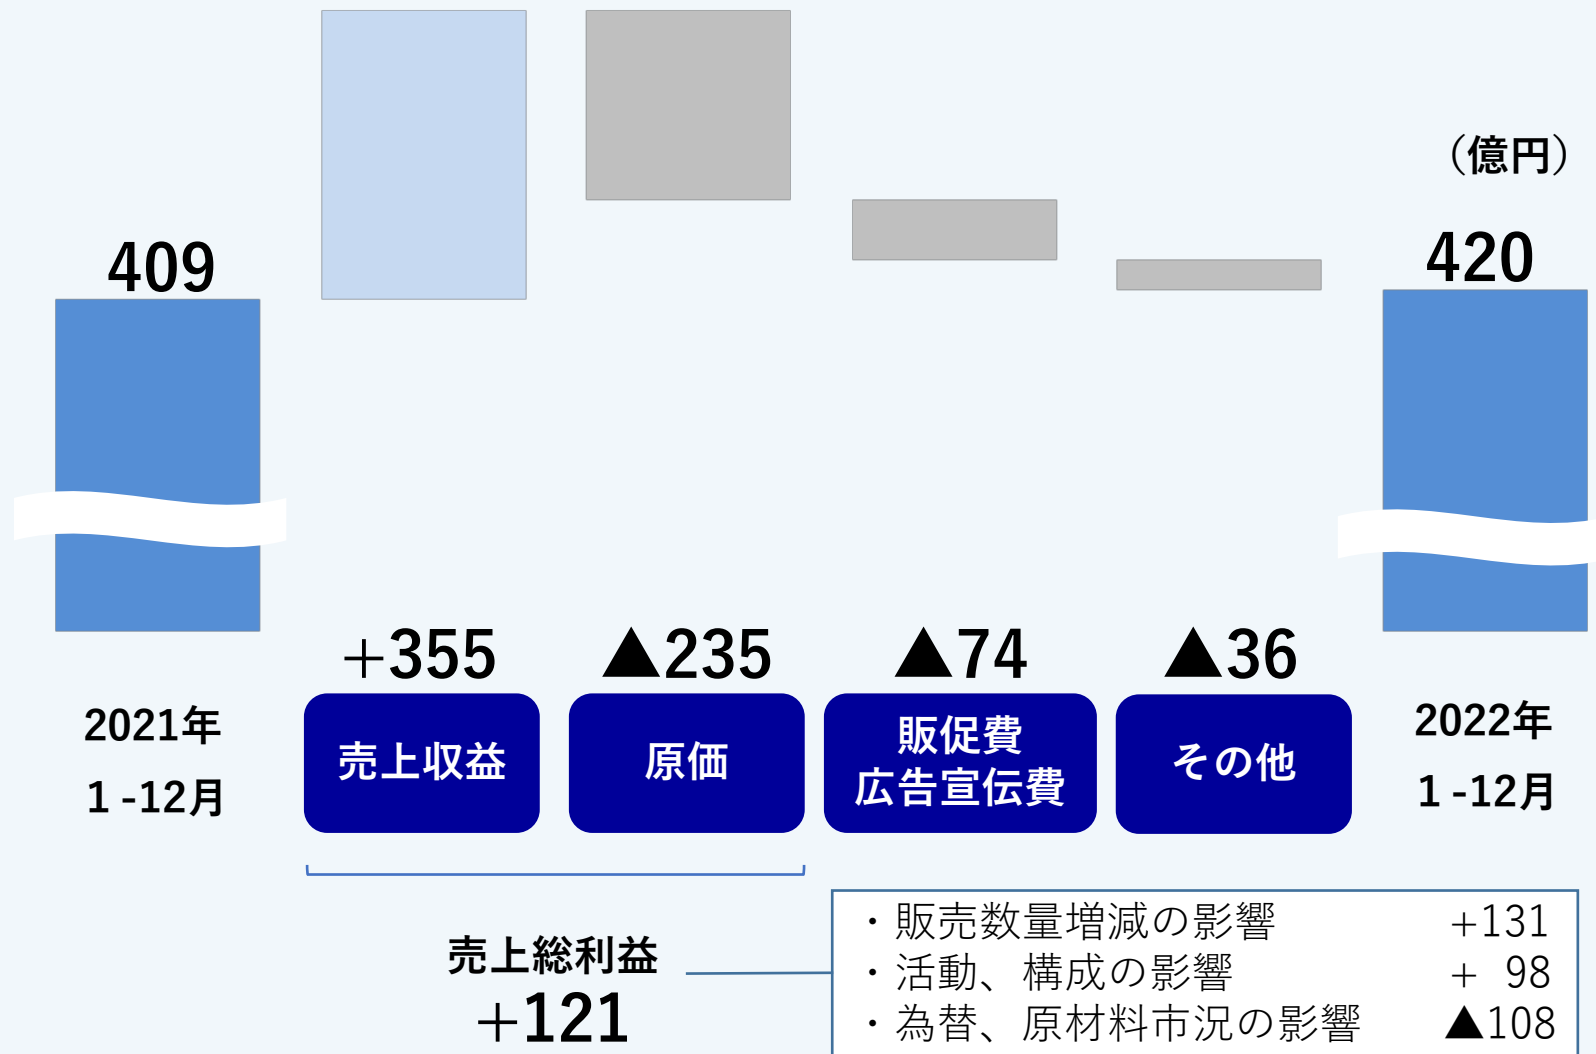 （億円）
409
420
+355
▲235
▲74
▲36
2021年
1 -12月
売上収益
原価
販促費
広告宣伝費
その他
2022年
1 -12月
売上総利益
+121
・販売数量増減の影響 +131
・活動、構成の影響 + 98
・為替、原材料市況の影響 ▲108